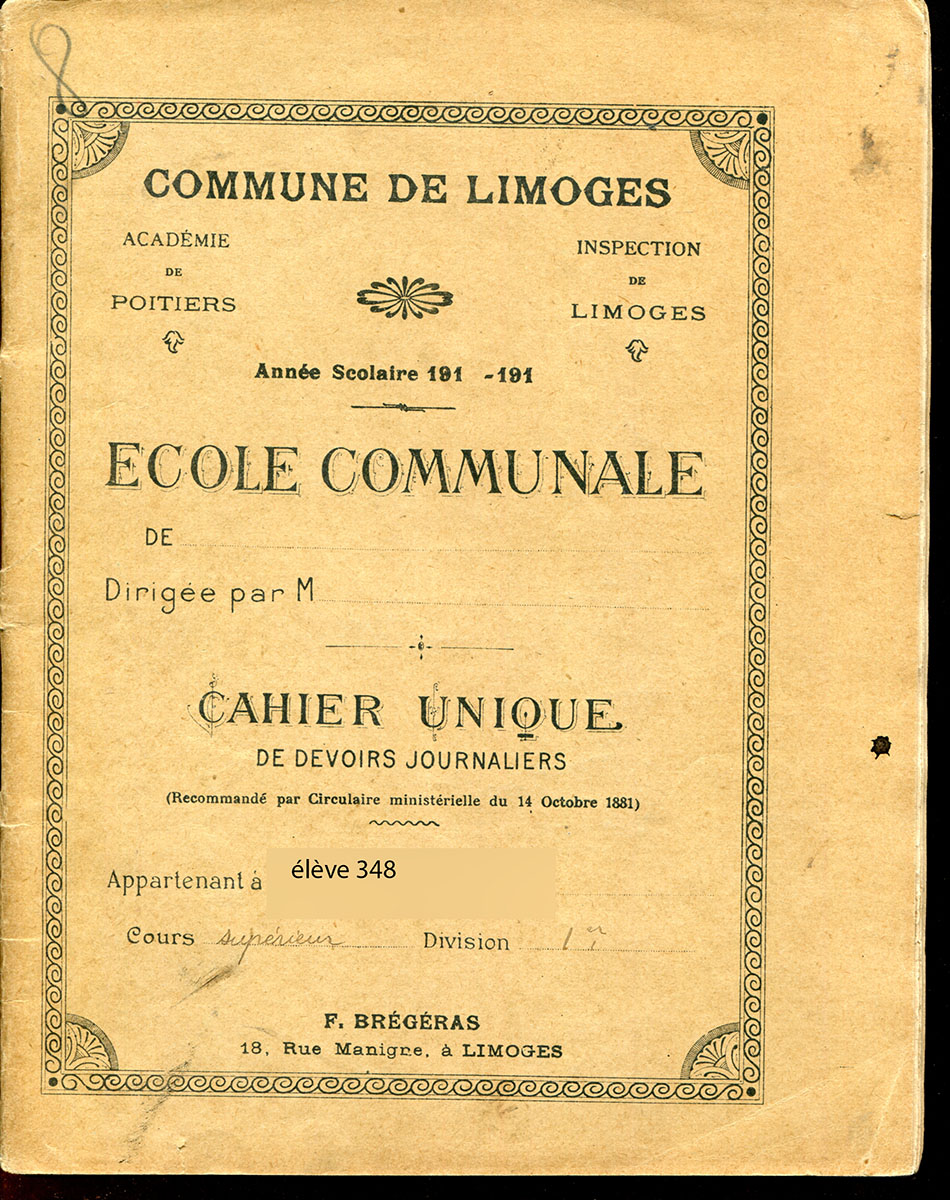 8
COMMUNE DE LIMOGES
ACADÉMIE
DE
POITIERS
INSPECTION
DE
LIMOGES
Année Scolaire 191 -191
ECOLE COMMUNALE
DE
Dirigée par M
CAHIER UNIQUE
DE DEVOIRS JOURNALIERS
(Recommandé par Circulaire ministérielle du 14 Octobre 1881)
Appartenant à élève 348
Cours supérieur Division 1er
F. BRÉGÉRAS
18, Rue Manigne, à LIMOGES